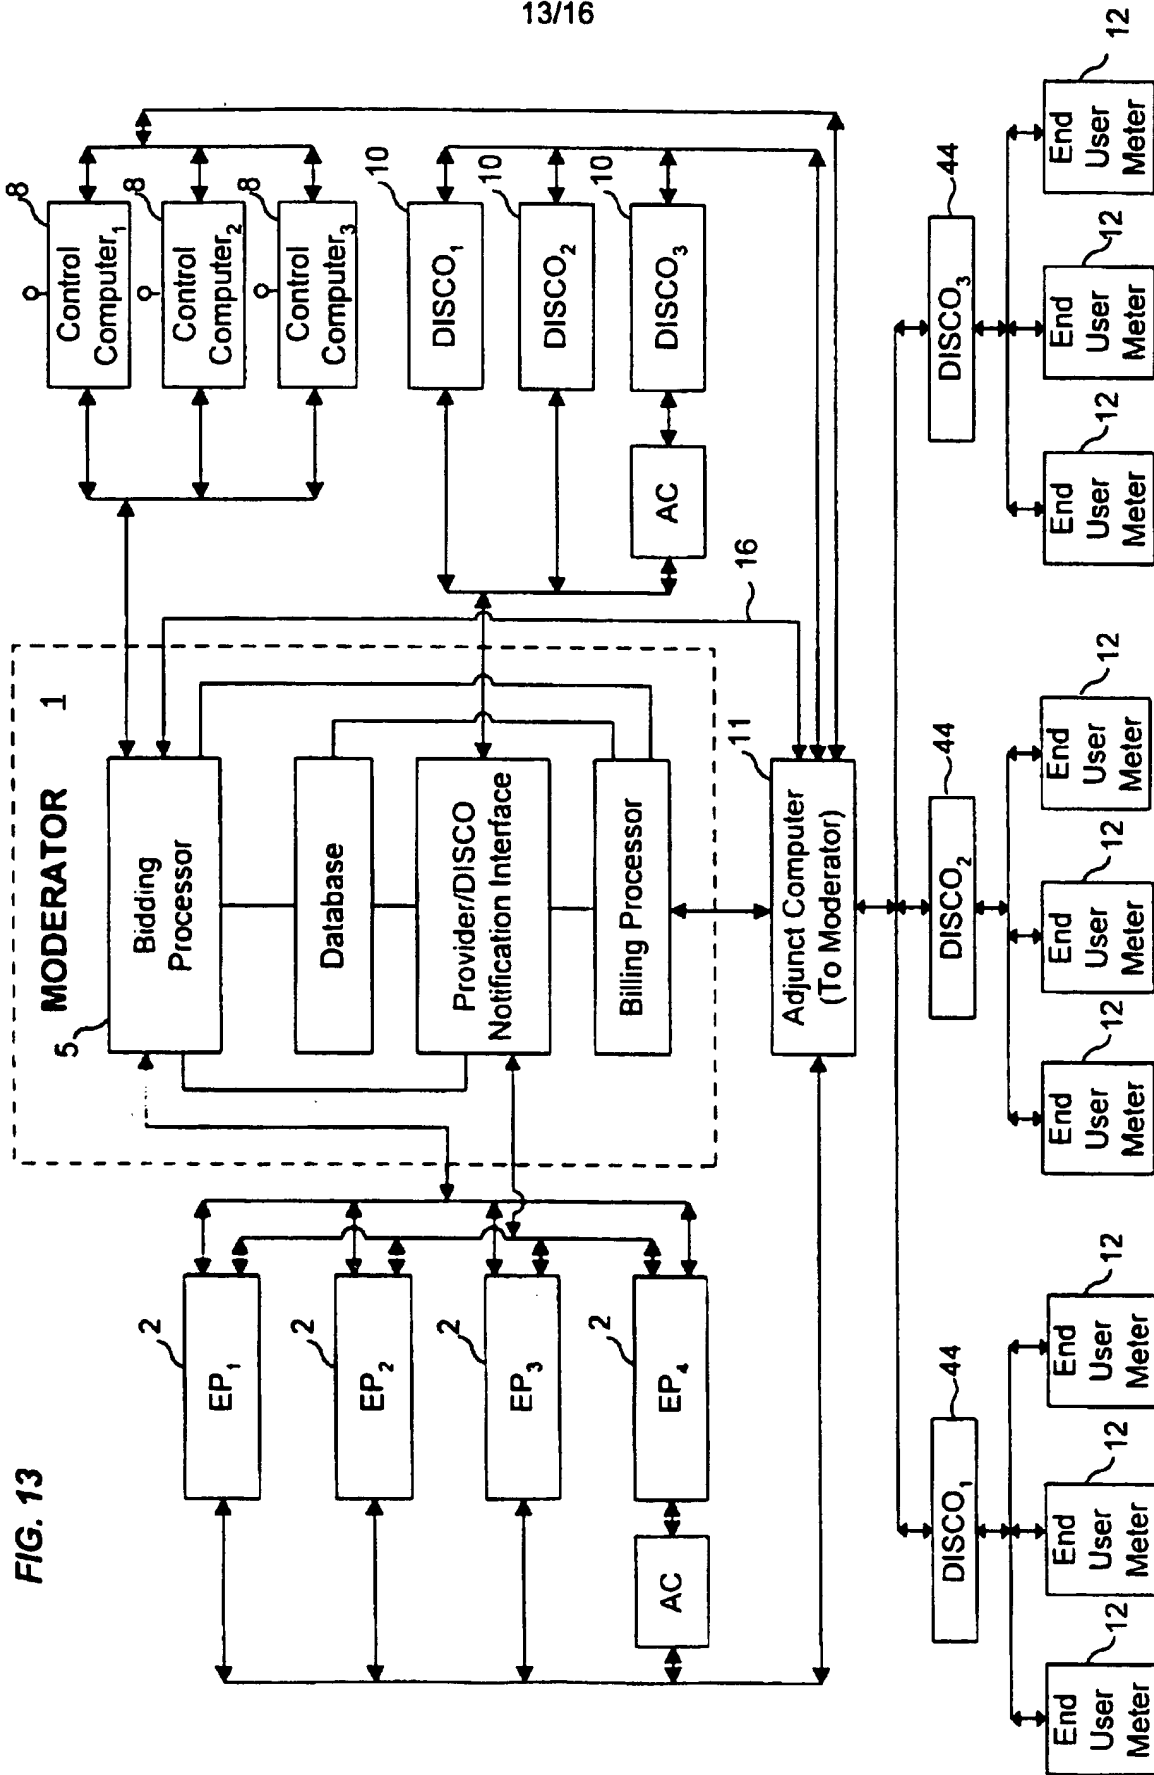 13/16
FIG. 13
MODERATOR 1
5
Bidding
Processor
Database
Provider/DISCO
Notification Interface
Billing Processor
2
EP₁
2
EP₂
2
EP₃
2
EP₄
AC
8
Control
Computer₁
8
Control
Computer₂
8
Control
Computer₃
10
DISCO₁
10
DISCO₂
10
DISCO₃
AC
16
11
Adjunct Computer
(To Moderator)
44
DISCO₁
44
DISCO₂
44
DISCO₃
12
End
User
Meter
12
End
User
Meter
12
End
User
Meter
12
End
User
Meter
12
End
User
Meter
12
End
User
Meter
12
End
User
Meter
12
End
User
Meter
12
End
User
Meter